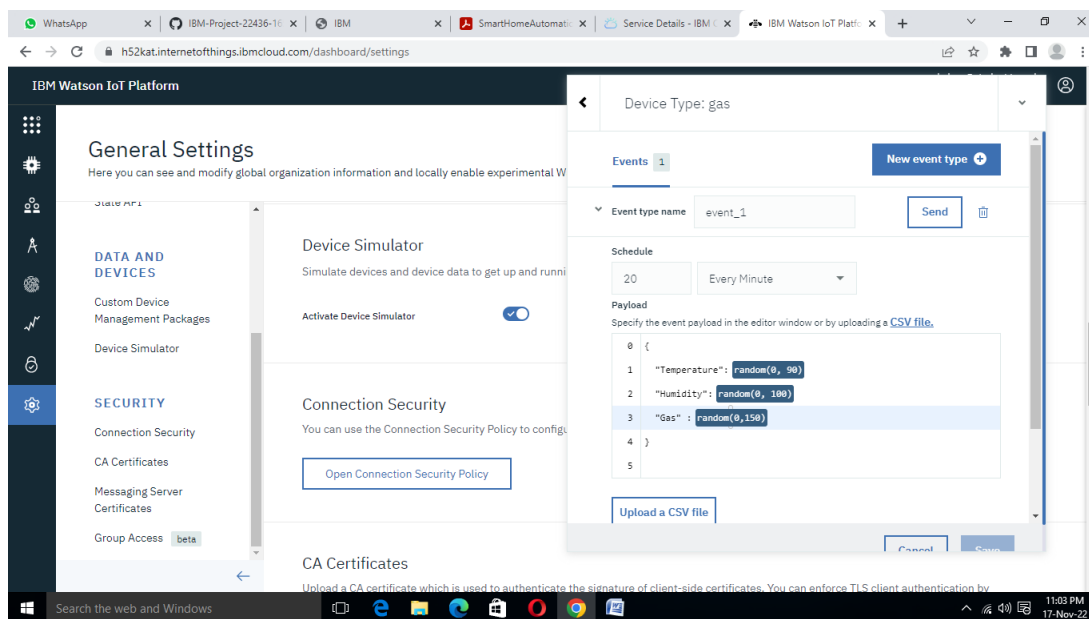 WhatsApp
IBM-Project-22436-16
IBM
SmartHomeAutomatic
Service Details - IBM C
IBM Watson IoT Platfo
h52kat.internetofthings.ibmcloud.com/dashboard/settings
IBM Watson IoT Platform
General Settings
Here you can see and modify global organization information and locally enable experimental W
State API
DATA AND
DEVICES
Custom Device
Management Packages
Device Simulator
SECURITY
Connection Security
CA Certificates
Messaging Server
Certificates
Group Access beta
Device Simulator
Simulate devices and device data to get up and runni
Activate Device Simulator
Connection Security
You can use the Connection Security Policy to configu
Open Connection Security Policy
CA Certificates
Upload a CA certificate which is used to authenticate the signature of client-side certificates. You can enforce TLS client authentication by
Device Type: gas
Events 1
New event type
Event type name event_1 Send
Schedule
20 Every Minute
Payload
Specify the event payload in the editor window or by uploading a CSV file.
0 {
1 "Temperature": random(0, 90)
2 "Humidity": random(0, 100)
3 "Gas" : random(0,150)
4 }
5
Upload a CSV file
Cancel Save
Search the web and Windows
11:03 PM
17-Nov-22